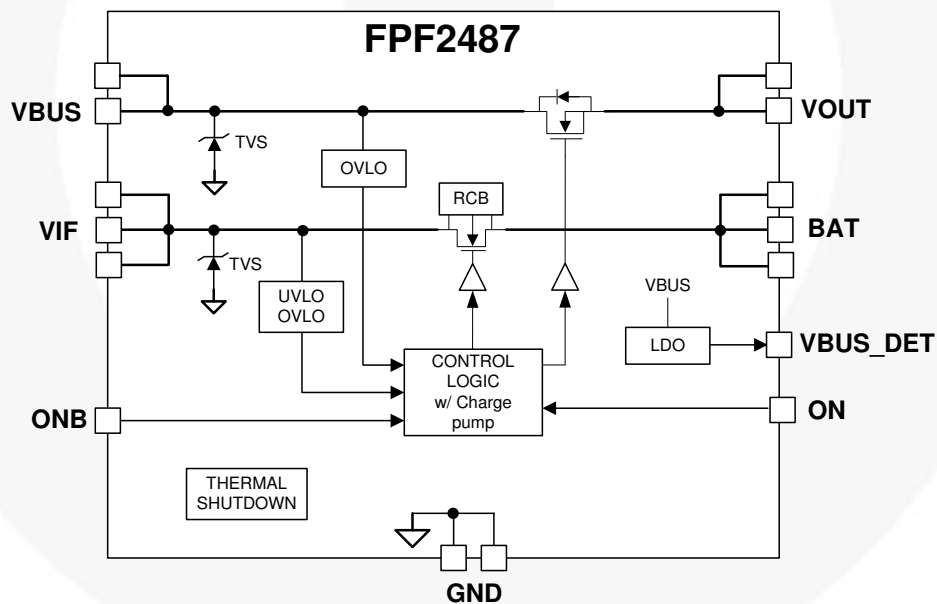 FPF2487
VBUS
VOUT
TVS
OVLO
RCB
VIF
BAT
TVS
UVLO
OVLO
VBUS
LDO
VBUS_DET
CONTROL
LOGIC
w/ Charge
pump
ONB
ON
THERMAL
SHUTDOWN
GND